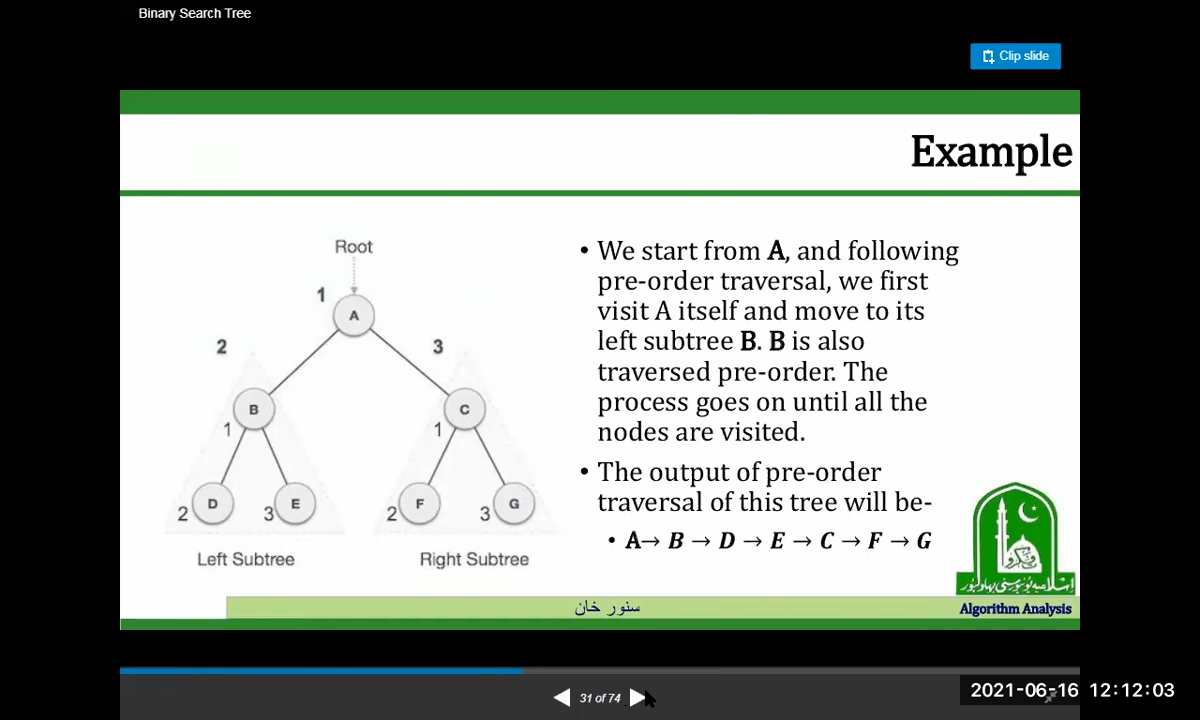 Binary Search Tree
Clip slide
Example
Root
1
A
2
3
B
C
1
1
D
E
F
G
2
3
2
3
Left Subtree
Right Subtree
• We start from A, and following
pre-order traversal, we first
visit A itself and move to its
left subtree B. B is also
traversed pre-order. The
process goes on until all the
nodes are visited.
• The output of pre-order
traversal of this tree will be-
• A→ B → D → E → C → F → G
سنور خان
Algorithm Analysis
31 of 74
2021-06-16 12:12:03